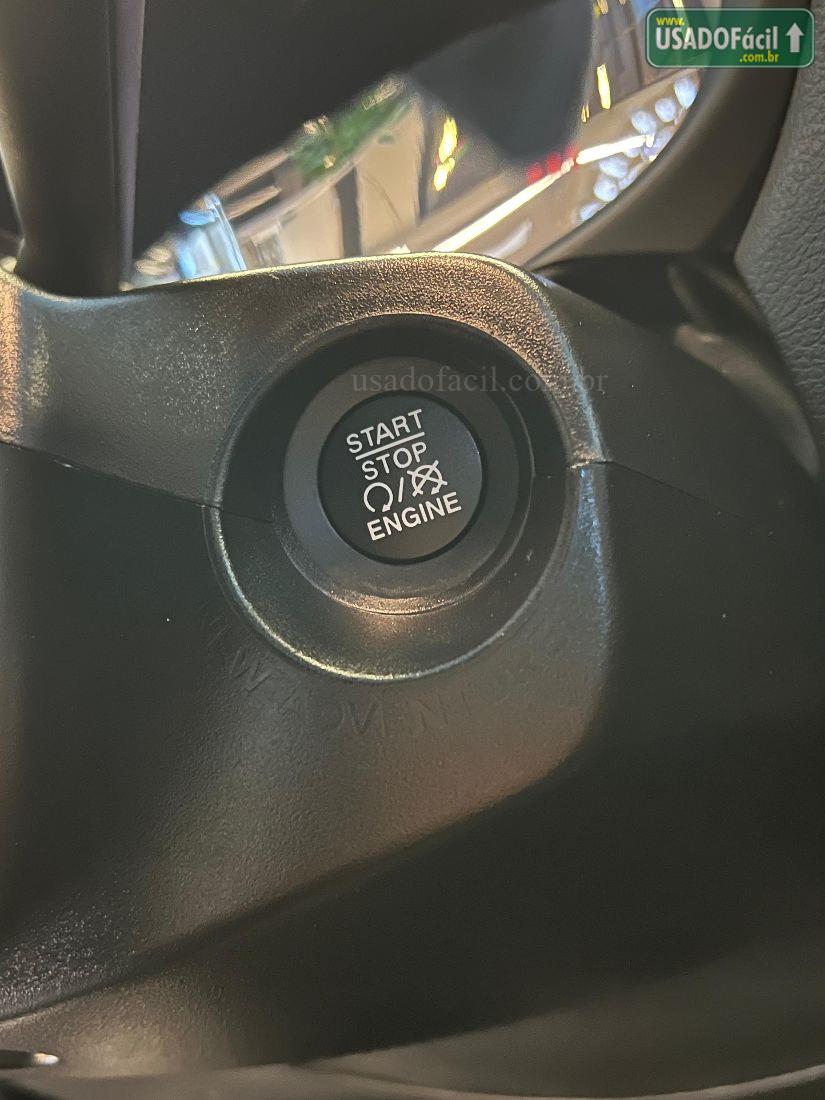 www.
USADOFácil
.com.br
usadofacil.com.br
START
STOP
ENGINE